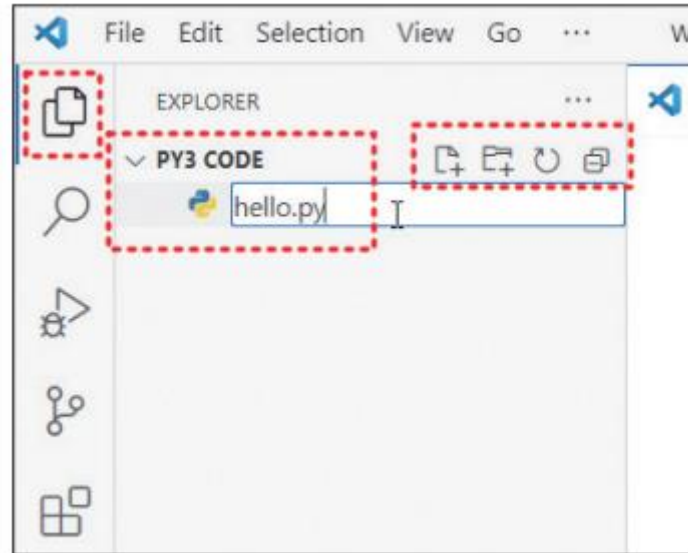 File Edit Selection View Go ··· W
EXPLORER ···
PY3 CODE
hello.py